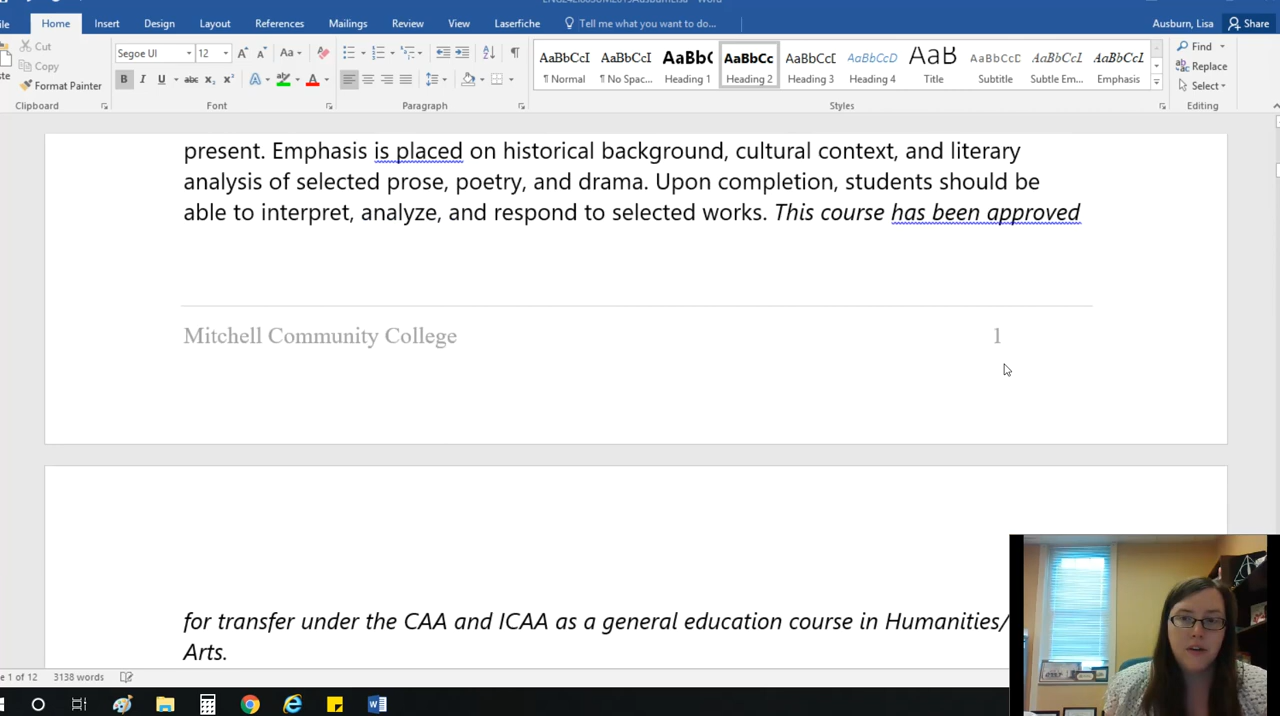 Home Insert Design Layout References Mailings Review View Laserfiche Tell me what you want to do... Ausburn, Lisa Share
Cut
Copy
Format Painter
Clipboard
Segoe UI 12
Font
Paragraph
AaBbCcI AaBbCcI AaBb( AaBbCc AaBbCcI AaBbCcD AaB AaBbCcD AaBbCcI AaBbCcI
¶ Normal ¶ No Spac... Heading 1 Heading 2 Heading 3 Heading 4 Title Subtitle Subtle Em... Emphasis
Styles
Find
Replace
Select
Editing
present. Emphasis is placed on historical background, cultural context, and literary
analysis of selected prose, poetry, and drama. Upon completion, students should be
able to interpret, analyze, and respond to selected works. This course has been approved
Mitchell Community College 1
for transfer under the CAA and ICAA as a general education course in Humanities/
Arts.
1 of 12 3138 words